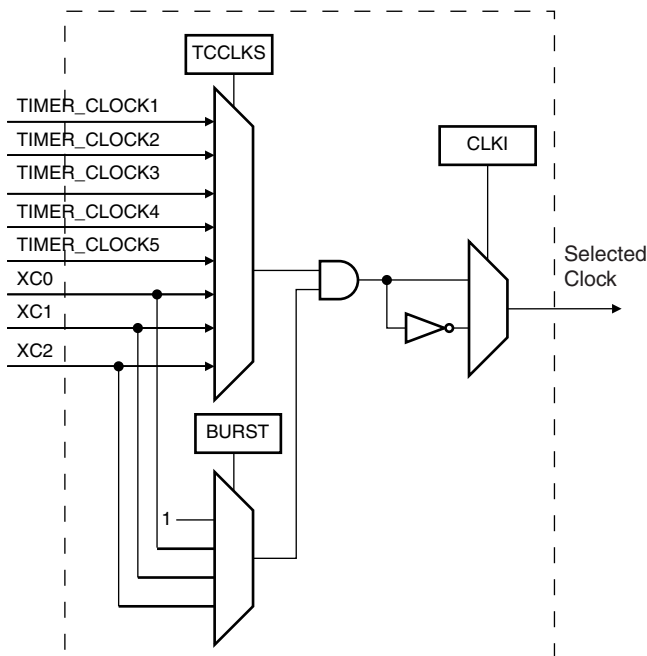 TCCLKS
TIMER_CLOCK1
TIMER_CLOCK2
TIMER_CLOCK3
TIMER_CLOCK4
TIMER_CLOCK5
XC0
XC1
XC2
CLKI
Selected
Clock
BURST
1